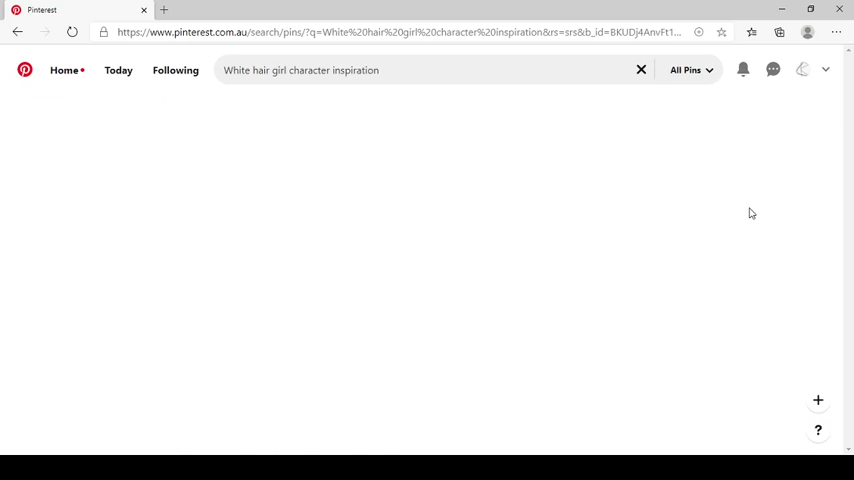 Pinterest
https://www.pinterest.com.au/search/pins/?q=White%20hair%20girl%20character%20inspiration&rs=srs&b_id=BKUDj4AnvFt1...
Home Today Following White hair girl character inspiration All Pins
+
?